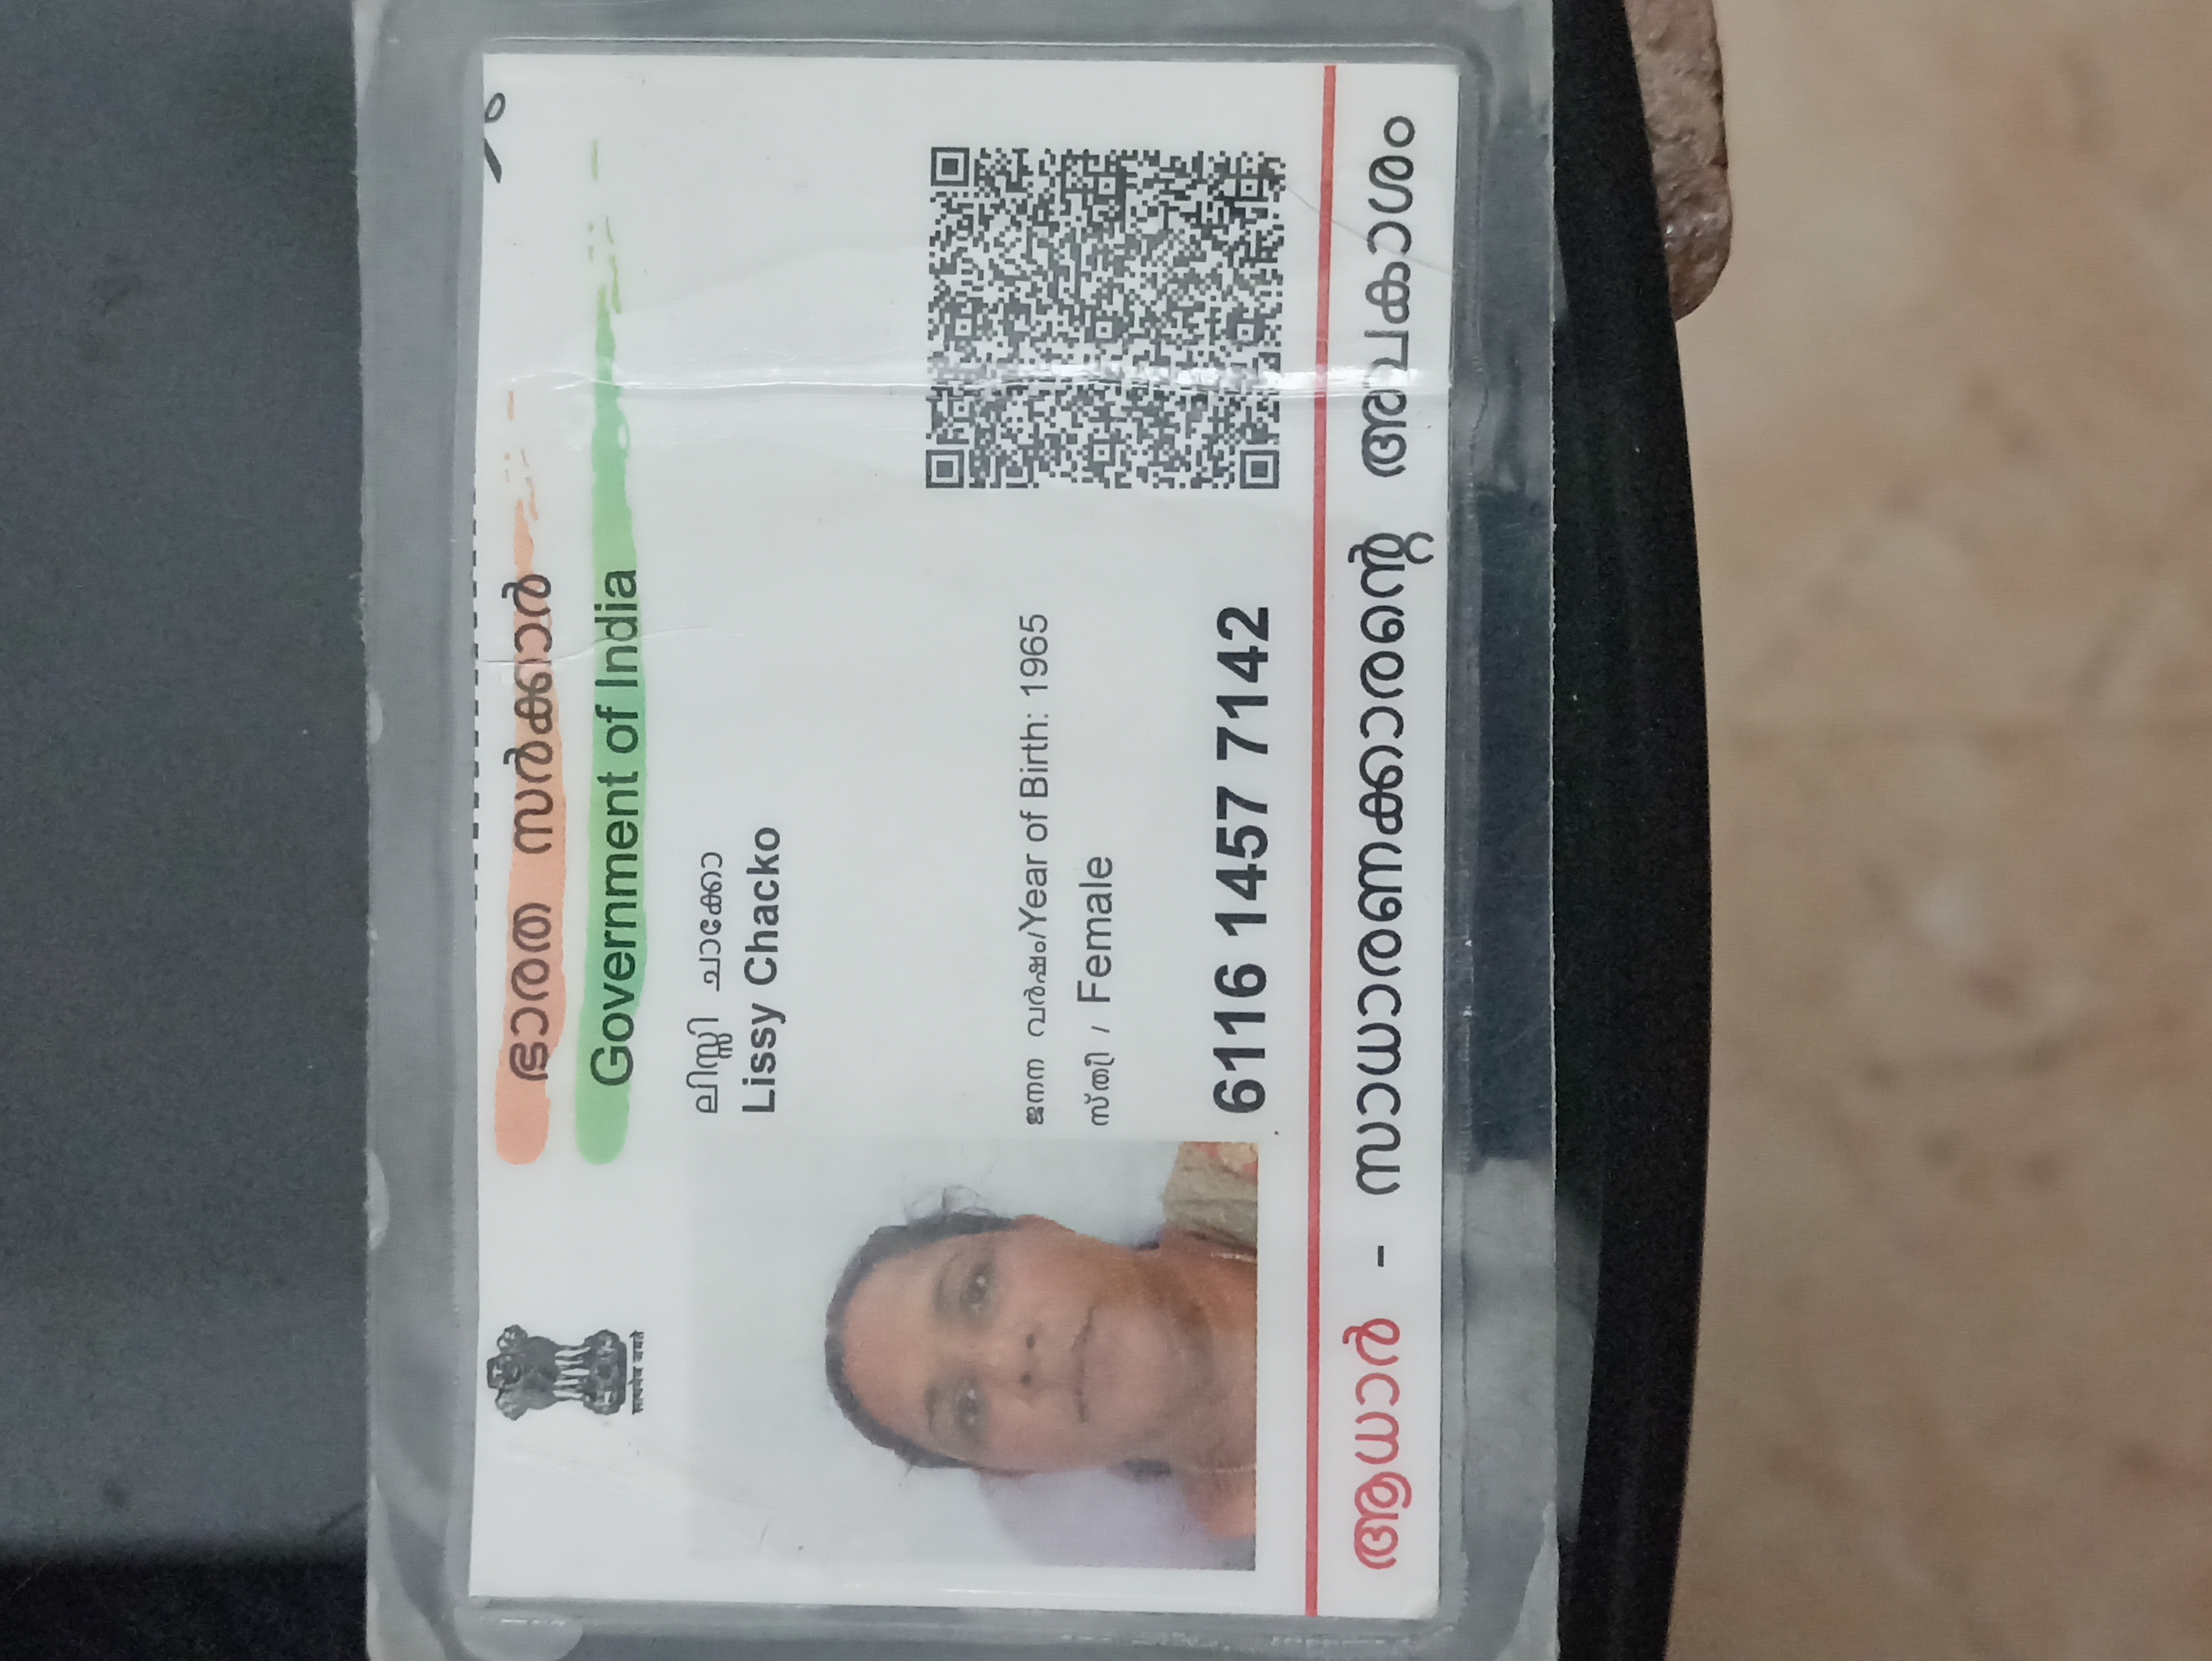 ഭാരത സർക്കാർ
Government of India
सत्यमेव जयते
ലിസ്സി ചാക്കോ
Lissy Chacko
ജനന വർഷം/Year of Birth: 1965
സ്ത്രീ / Female
6116 1457 7142
ആധാർ - സാധാരണക്കാരന്റെ അവകാശം